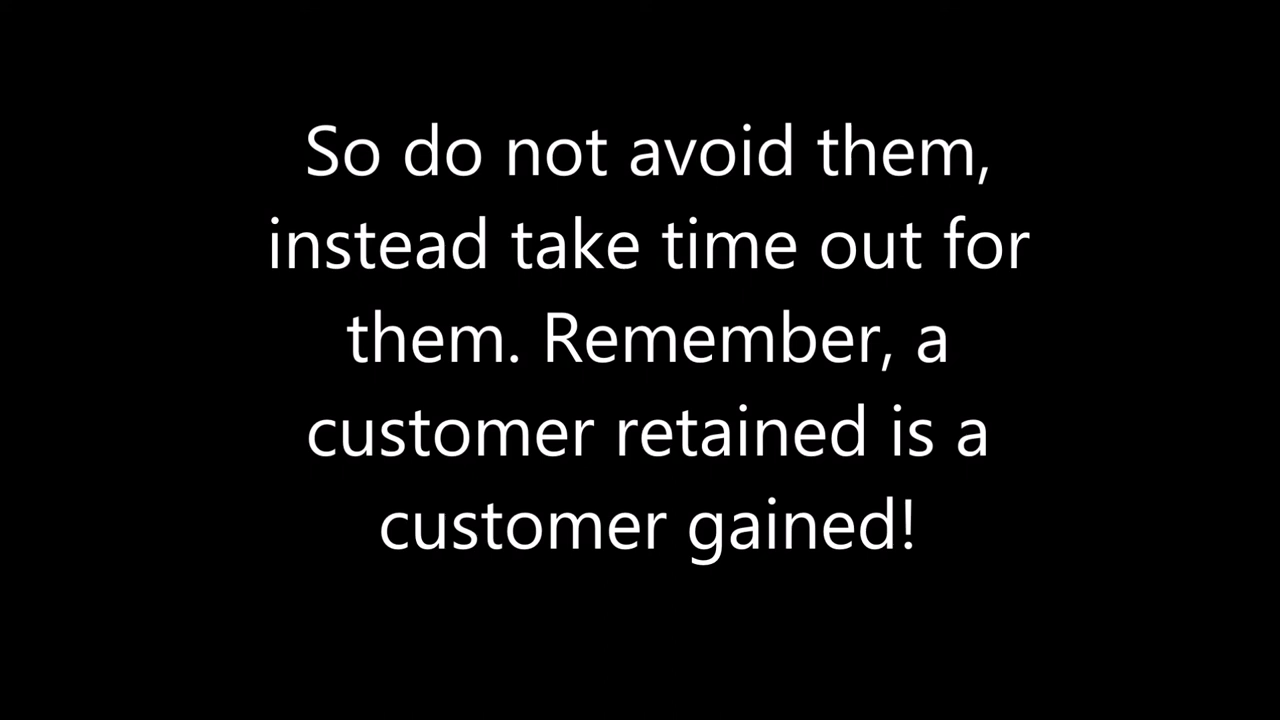 So do not avoid them,
instead take time out for
them. Remember, a
customer retained is a
customer gained!